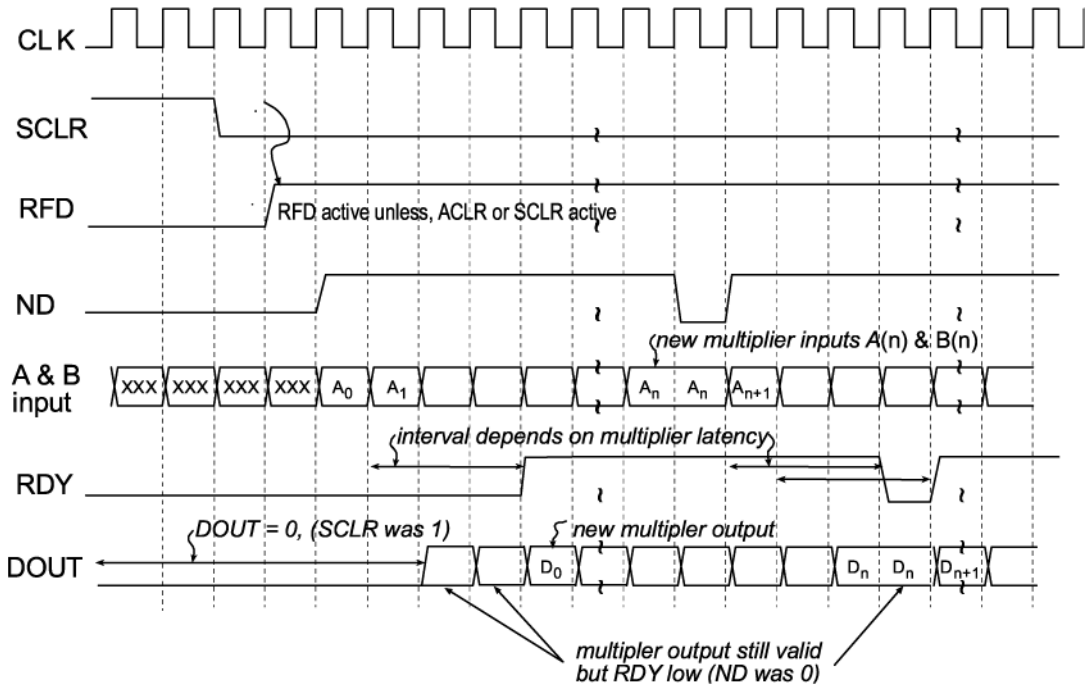 CLK
SCLR
RFD
RFD active unless, ACLR or SCLR active
ND
new multiplier inputs A(n) & B(n)
A & B
input
XXX XXX XXX XXX A0 A1 An An An+1
interval depends on multiplier latency
RDY
DOUT = 0, (SCLR was 1)
new multipler output
DOUT
D0 Dn Dn Dn+1
multipler output still valid
but RDY low (ND was 0)